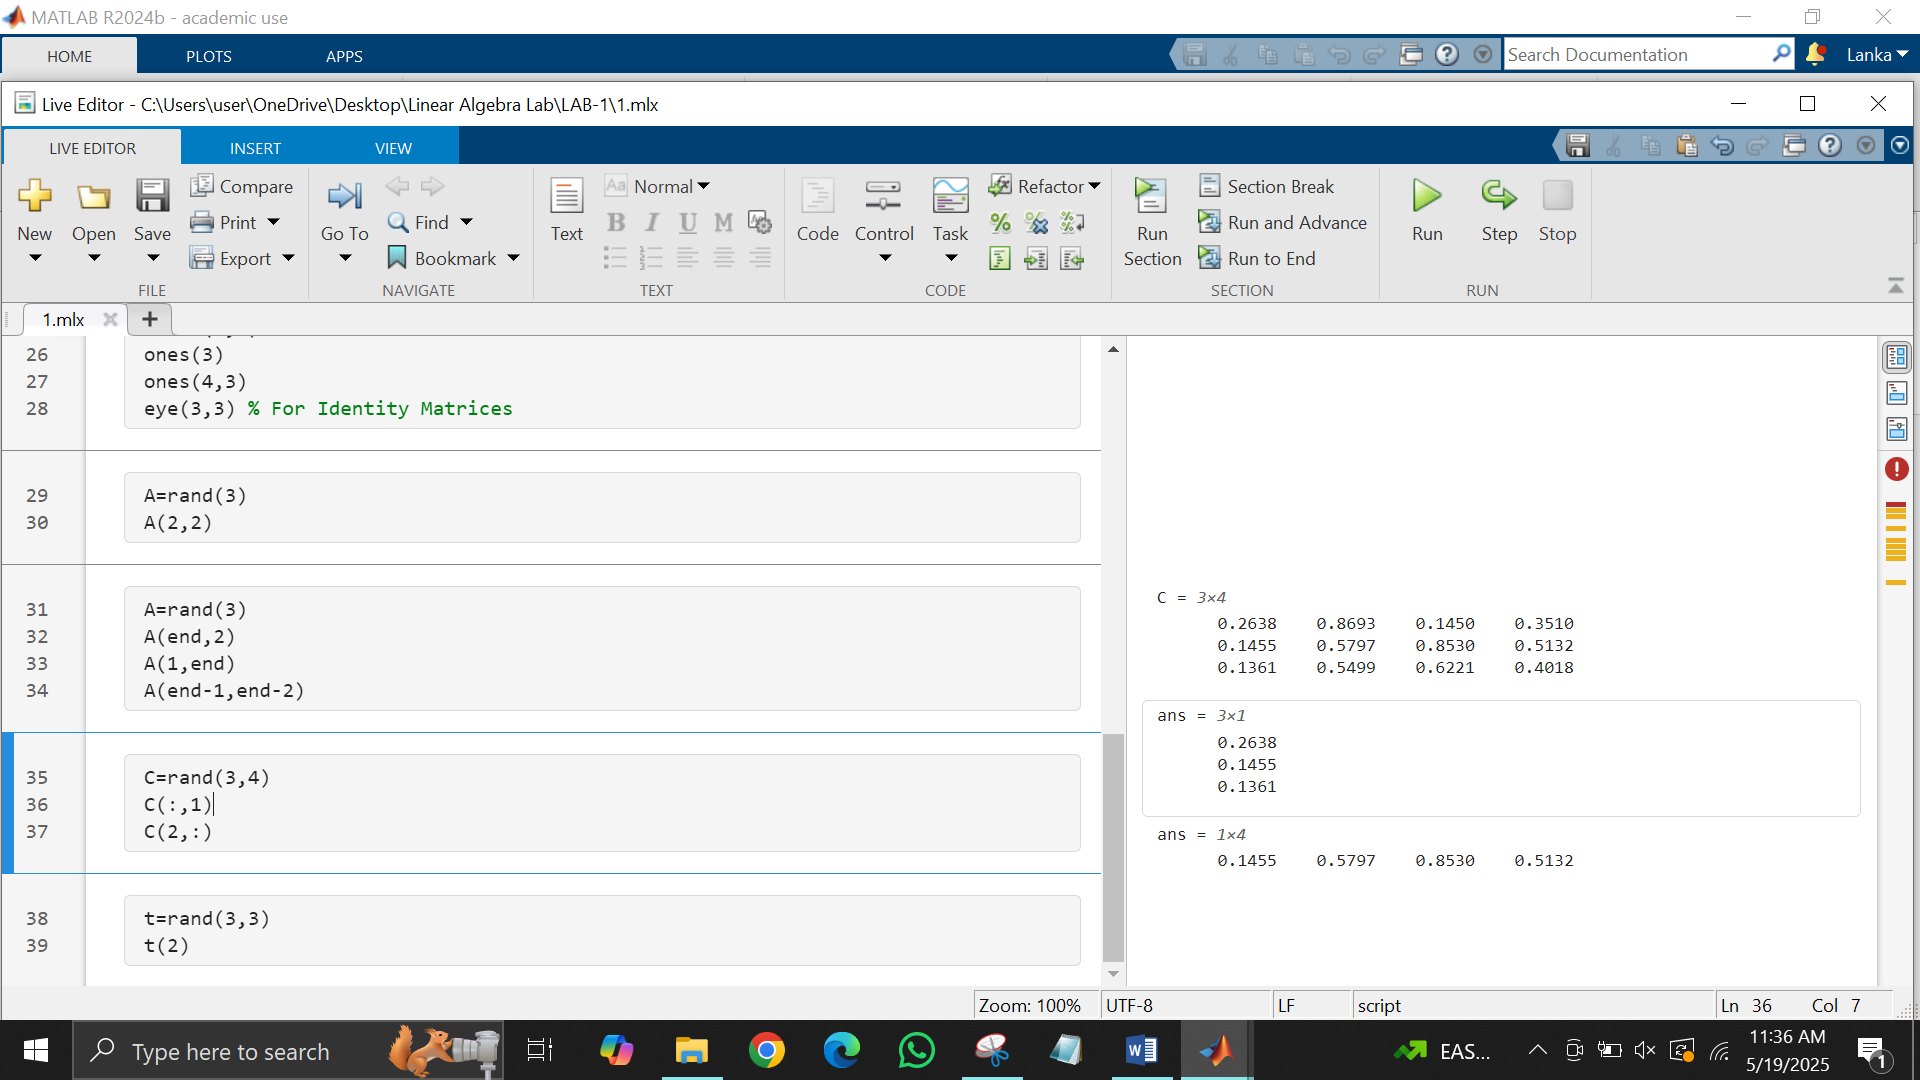 MATLAB R2024b - academic use
HOME
PLOTS
APPS
Search Documentation
Lanka
Live Editor - C:\Users\user\OneDrive\Desktop\Linear Algebra Lab\LAB-1\1.mlx
LIVE EDITOR
INSERT
VIEW
New
Open
Save
Compare
Print
Export
FILE
Go To
Find
Bookmark
NAVIGATE
Text
Aa Normal
B I U M
TEXT
Code
Control
Task
Refactor
CODE
Run Section
Section Break
Run and Advance
Run to End
SECTION
Run
Step
Stop
RUN
1.mlx
26 ones(3)
27 ones(4,3)
28 eye(3,3) % For Identity Matrices
29 A=rand(3)
30 A(2,2)
31 A=rand(3)
32 A(end,2)
33 A(1,end)
34 A(end-1,end-2)
35 C=rand(3,4)
36 C(:,1)
37 C(2,:)
38 t=rand(3,3)
39 t(2)
C = 3×4
0.2638 0.8693 0.1450 0.3510
0.1455 0.5797 0.8530 0.5132
0.1361 0.5499 0.6221 0.4018
ans = 3×1
0.2638
0.1455
0.1361
ans = 1×4
0.1455 0.5797 0.8530 0.5132
Zoom: 100%
UTF-8
LF
script
Ln 36 Col 7
Type here to search
EAS...
11:36 AM
5/19/2025
1